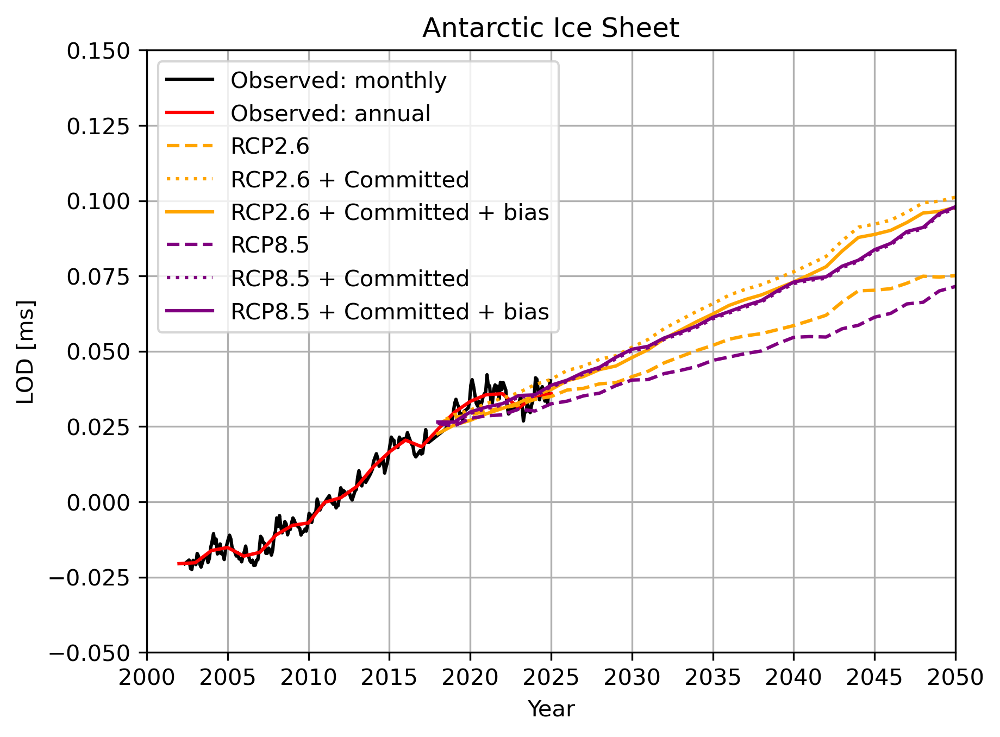 Antarctic Ice Sheet
0.150
0.125
0.100
0.075
0.050
0.025
0.000
−0.025
−0.050
LOD [ms]
Observed: monthly
Observed: annual
RCP2.6
RCP2.6 + Committed
RCP2.6 + Committed + bias
RCP8.5
RCP8.5 + Committed
RCP8.5 + Committed + bias
2000 2005 2010 2015 2020 2025 2030 2035 2040 2045 2050
Year